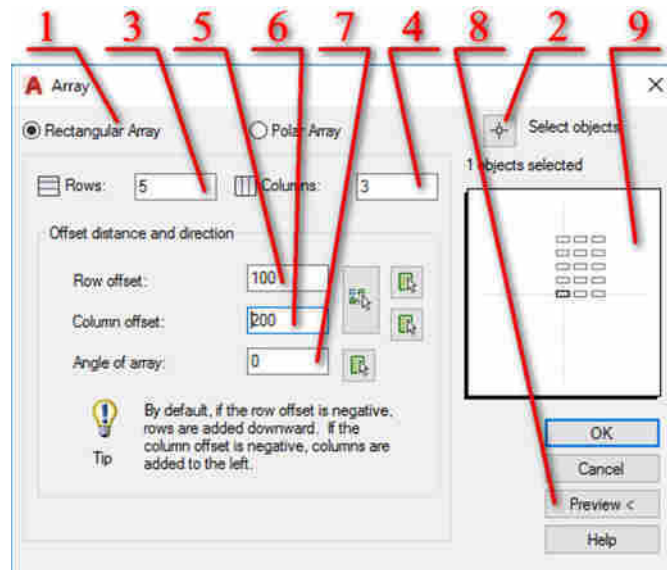 1 3 5 6 7 4 8 2 9
A Array
Rectangular Array Polar Array Select objects
1 objects selected
Rows: 5 Columns: 3
Offset distance and direction
Row offset: 100
Column offset: 200
Angle of array: 0
By default, if the row offset is negative,
rows are added downward. If the
column offset is negative, columns are
added to the left.
Tip
OK
Cancel
Preview <
Help